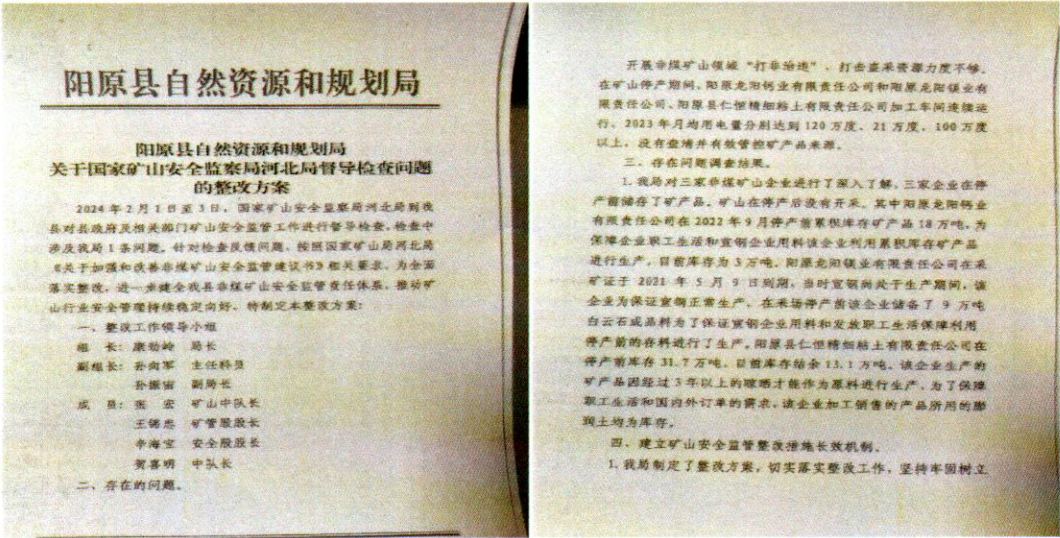 阳原县自然资源和规划局
阳原县自然资源和规划局
关于国家矿山安全监察局河北局督导检查问题
的整改方案
2024年2月1日至3日，国家矿山安全监察局河北局到我
县对县政府及相关部门矿山安全监管工作进行督导检查，检查中
涉及我局1条问题。针对检查反馈问题，按照国家矿山局河北局
《关于加强和改善非煤矿山安全监管建议书》相关要求，为全面
落实整改，进一步健全我县非煤矿山安全监管责任体系，推动矿
山行业安全管理持续稳定向好，特制定本整改方案：
一、整改工作领导小组
组 长：康劲岭 局长
副组长：孙向军 主任科员
孙振宙 副局长
成 员：张 宏 矿山中队长
王锡忠 矿管股股长
李海宝 安全股股长
贺喜明 中队长
二、存在的问题。
开展非煤矿山领域“打非治违”、打击盗采资源力度不够。
在矿山停产期间，阳原龙阳钙业有限责任公司和阳原龙阳镁业有
限责任公司、阳原县仁恒精细粘土有限责任公司加工车间连续运
行，2023年月均用电量分别达到120万度、21万度、100万度
以上，没有查清并有效管控矿产品来源。
三、存在问题调查结果。
1.我局对三家非煤矿山企业进行了深入了解，三家企业在停
产前储存了矿产品，矿山在停产后没有开采。其中阳原龙阳钙业
有限责任公司在2022年9月停产前累积库存矿产品18万吨，为
保障企业职工生活和宣钢企业用料该企业利用累积库存矿产品
进行生产，目前库存为3万吨。阳原龙阳镁业有限责任公司在采
矿证于2021年5月9日到期，当时宣钢尚处于生产期间，该
企业为保证宣钢正常生产，在采场停产前该企业储备了9万吨
白云石成品料为了保证宣钢企业用料和发放职工生活保障利用
停产前的存料进行了生产。阳原县仁恒精细粘土有限责任公司在
停产前库存31.7万吨，目前库存结余13.1万吨，该企业生产的
矿产品因经过3年以上的晾晒才能作为原料进行生产，为了保障
职工生活和国内外订单的需求，该企业加工销售的产品所用的膨
润土均为库存。
四、建立矿山安全监管整改措施长效机制。
1.我局制定了整改方案，切实落实整改工作，坚持牢固树立